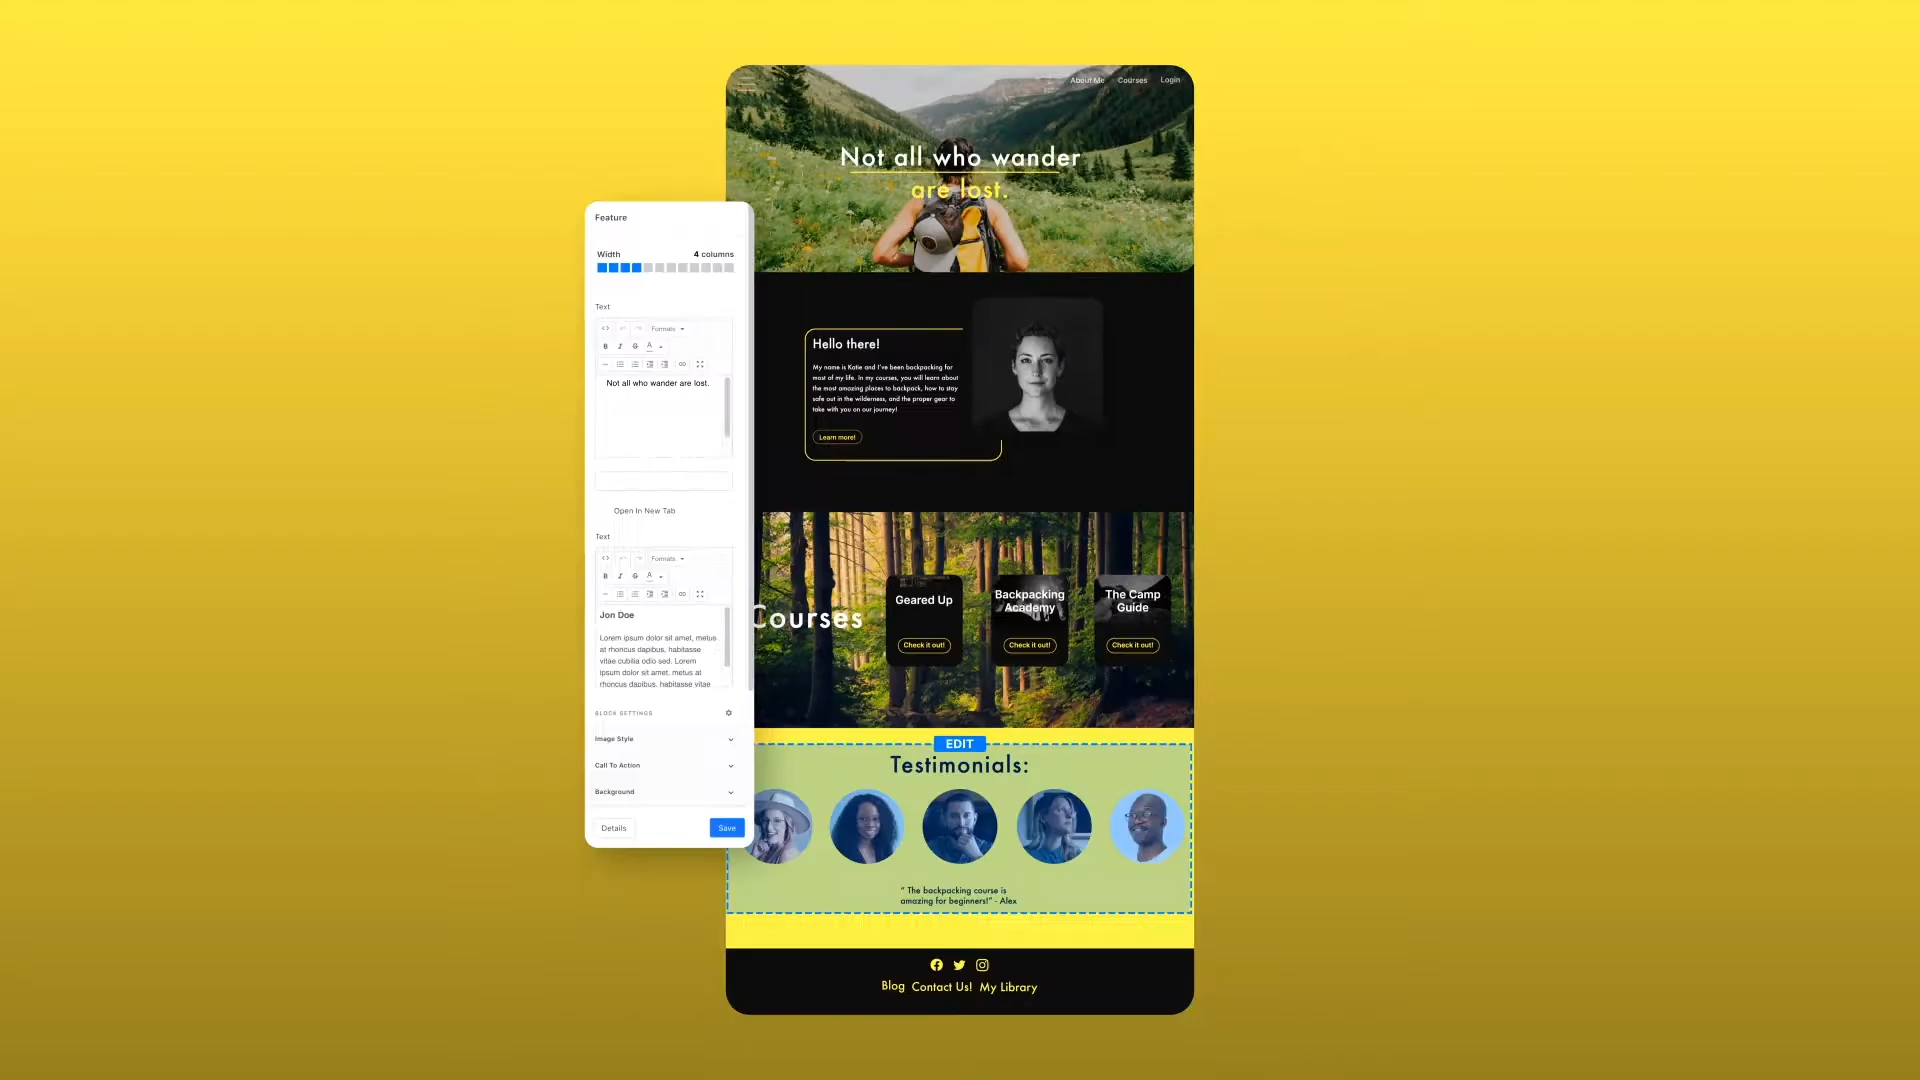 About Me Courses Login
Not all who wander
are lost.
Feature
Width 4 columns
Text
Formats
B I S A
Not all who wander are lost.
Open In New Tab
Text
Formats
B I S A
Jon Doe
Lorem ipsum dolor sit amet, metus
at rhoncus dapibus, habitasse
vitae cubilia odio sed. Lorem
ipsum dolor sit amet, metus at
rhoncus dapibus, habitasse vitae
BLOCK SETTINGS
Image Style
Call To Action
Background
Details Save
Hello there!
My name is Katie and I've been backpacking for
most of my life. In my courses, you will learn about
the most amazing places to backpack, how to stay
safe out in the wilderness, and the proper gear to
take with you on our journey!
Learn more!
Courses
Geared Up
Check it out!
Backpacking
Academy
Check it out!
The Camp
Guide
Check it out!
EDIT
Testimonials:
" The backpacking course is
amazing for beginners!" - Alex
Blog Contact Us! My Library